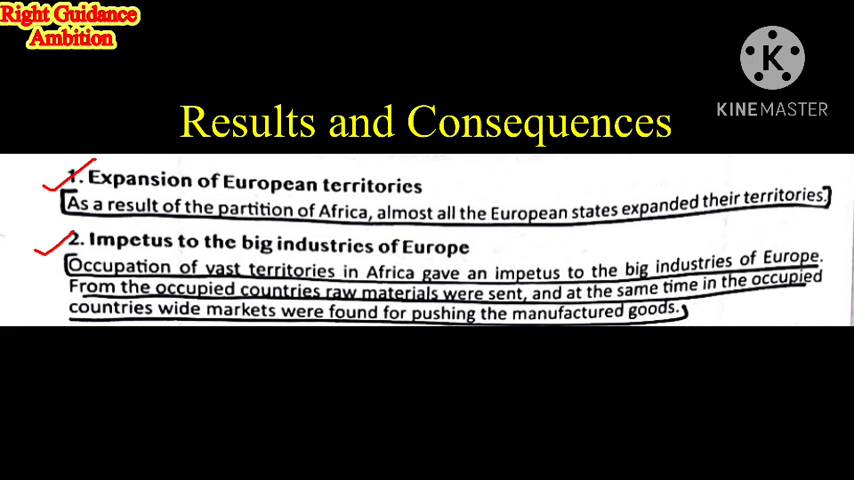 Right Guidance
Ambition
K
KINEMASTER
Results and Consequences
1. Expansion of European territories
As a result of the partition of Africa, almost all the European states expanded their territories.
2. Impetus to the big industries of Europe
Occupation of vast territories in Africa gave an impetus to the big industries of Europe.
From the occupied countries raw materials were sent, and at the same time in the occupied
countries wide markets were found for pushing the manufactured goods.